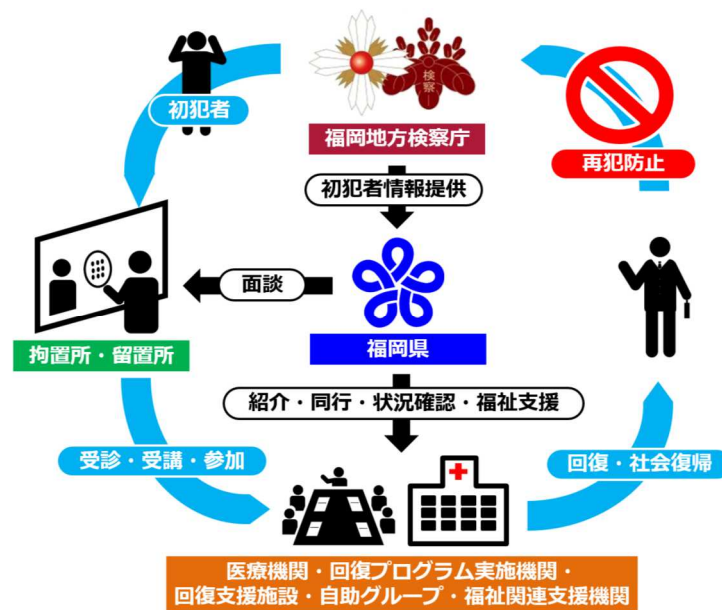 検察
福岡地方検察庁
初犯者
再犯防止
初犯者情報提供
面談
拘置所・留置所
福岡県
紹介・同行・状況確認・福祉支援
受診・受講・参加
回復・社会復帰
医療機関・回復プログラム実施機関・
回復支援施設・自助グループ・福祉関連支援機関